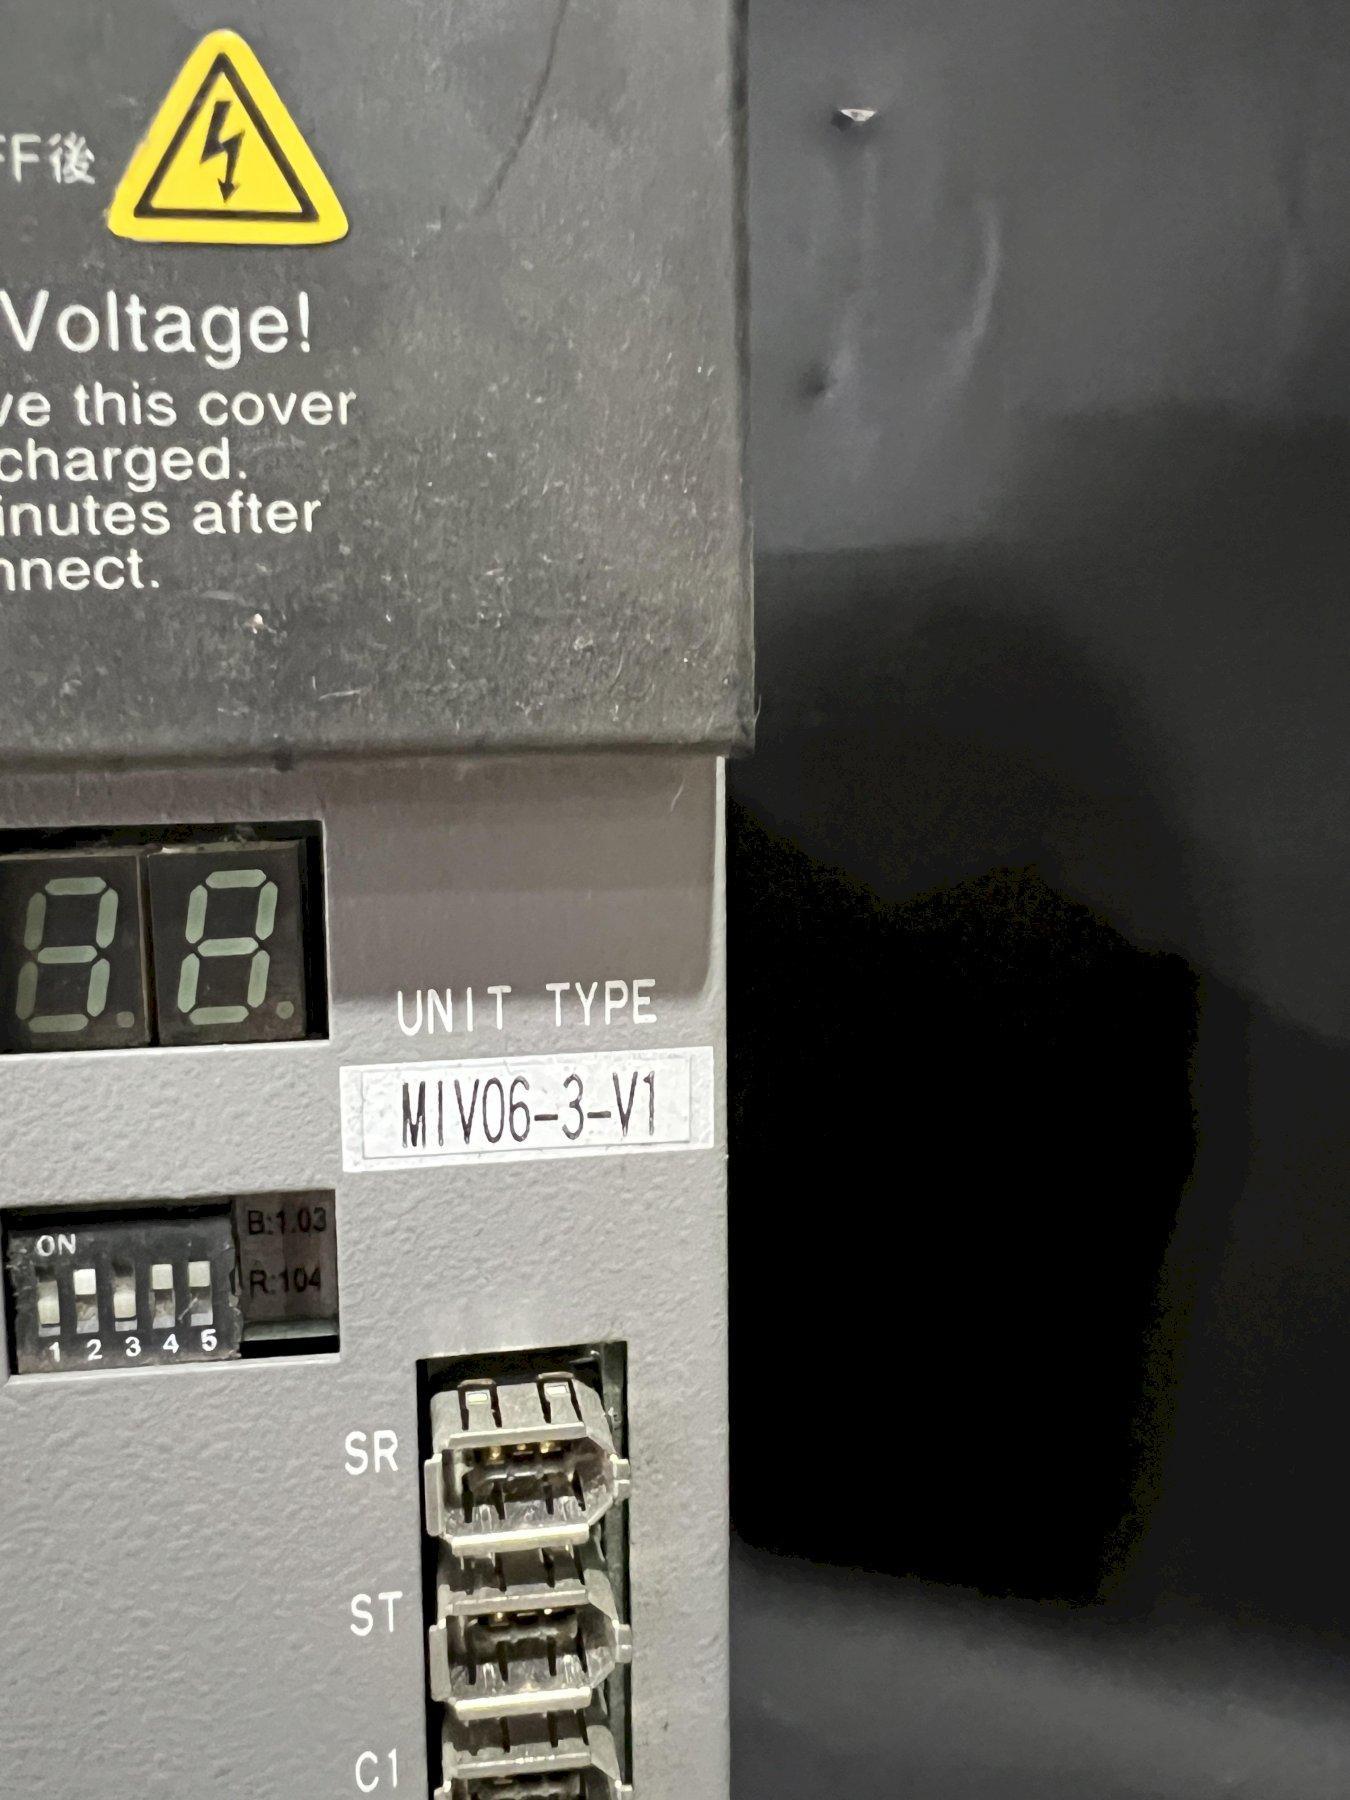 FF後
Voltage!
ve this cover
charged.
inutes after
nnect.
UNIT TYPE
MIV06-3-V1
B:1.03
ON
R:104
1 2 3 4 5
SR
ST
C1